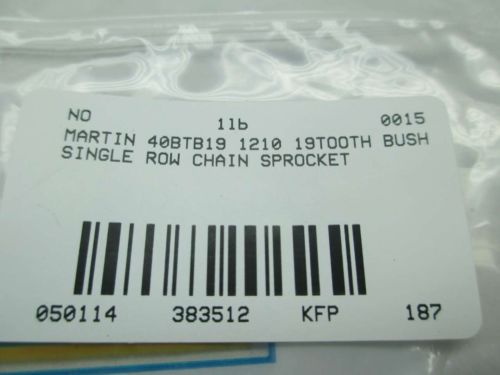 NO 1lb 0015
MARTIN 40BTB19 1210 19TOOTH BUSH
SINGLE ROW CHAIN SPROCKET
050114 383512 KFP 187